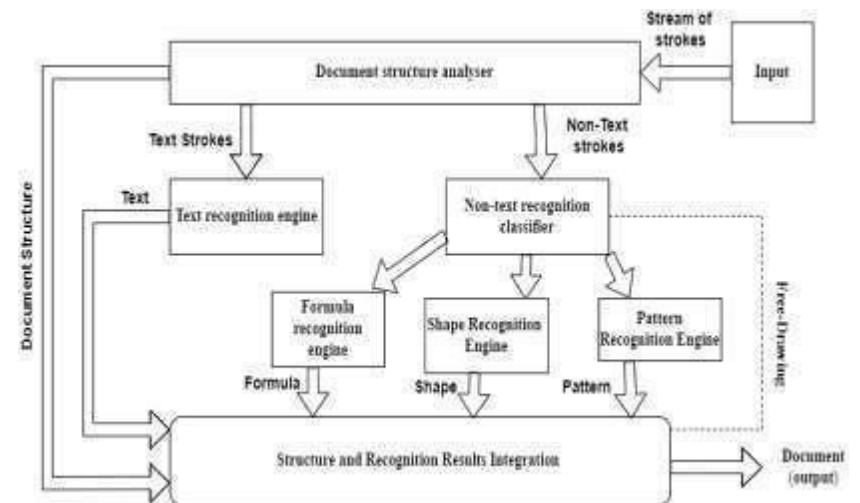 Stream of
strokes
Document structure analyser
Input
Text Strokes
Non-Text
strokes
Text
Text recognition engine
Non-text recognition
classifier
Document Structure
Free-Drawing
Formula
recognition
engine
Shape Recognition
Engine
Pattern
Recognition Engine
Formula
Shape
Pattern
Structure and Recognition Results Integration
Document
(output)